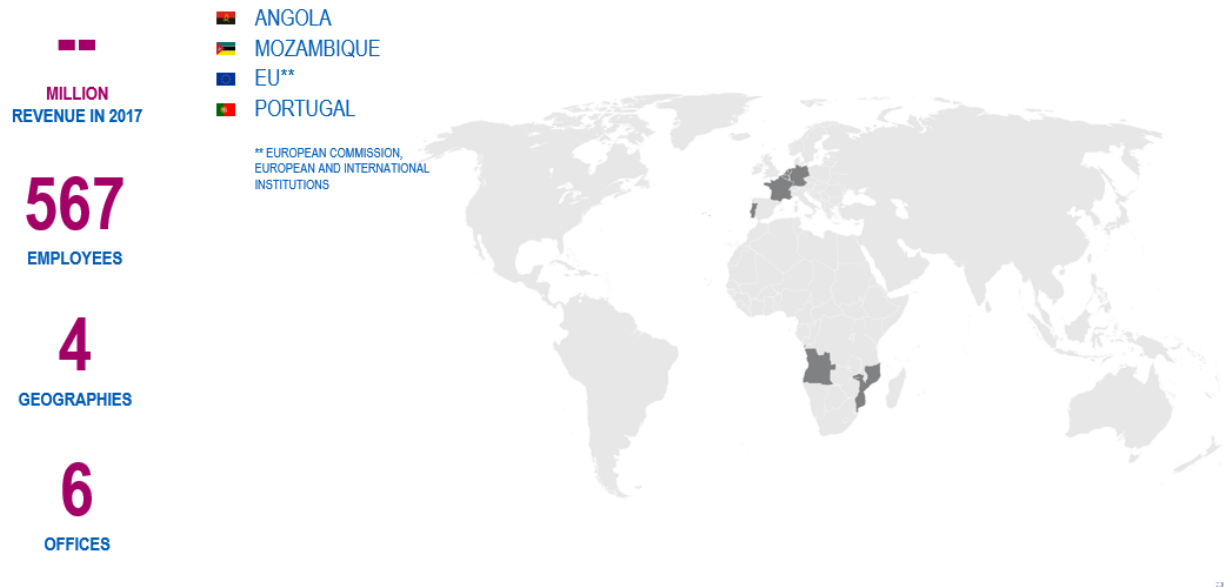 --
MILLION
REVENUE IN 2017
567
EMPLOYEES
4
GEOGRAPHIES
6
OFFICES
ANGOLA
MOZAMBIQUE
EU**
PORTUGAL
** EUROPEAN COMMISSION,
EUROPEAN AND INTERNATIONAL
INSTITUTIONS